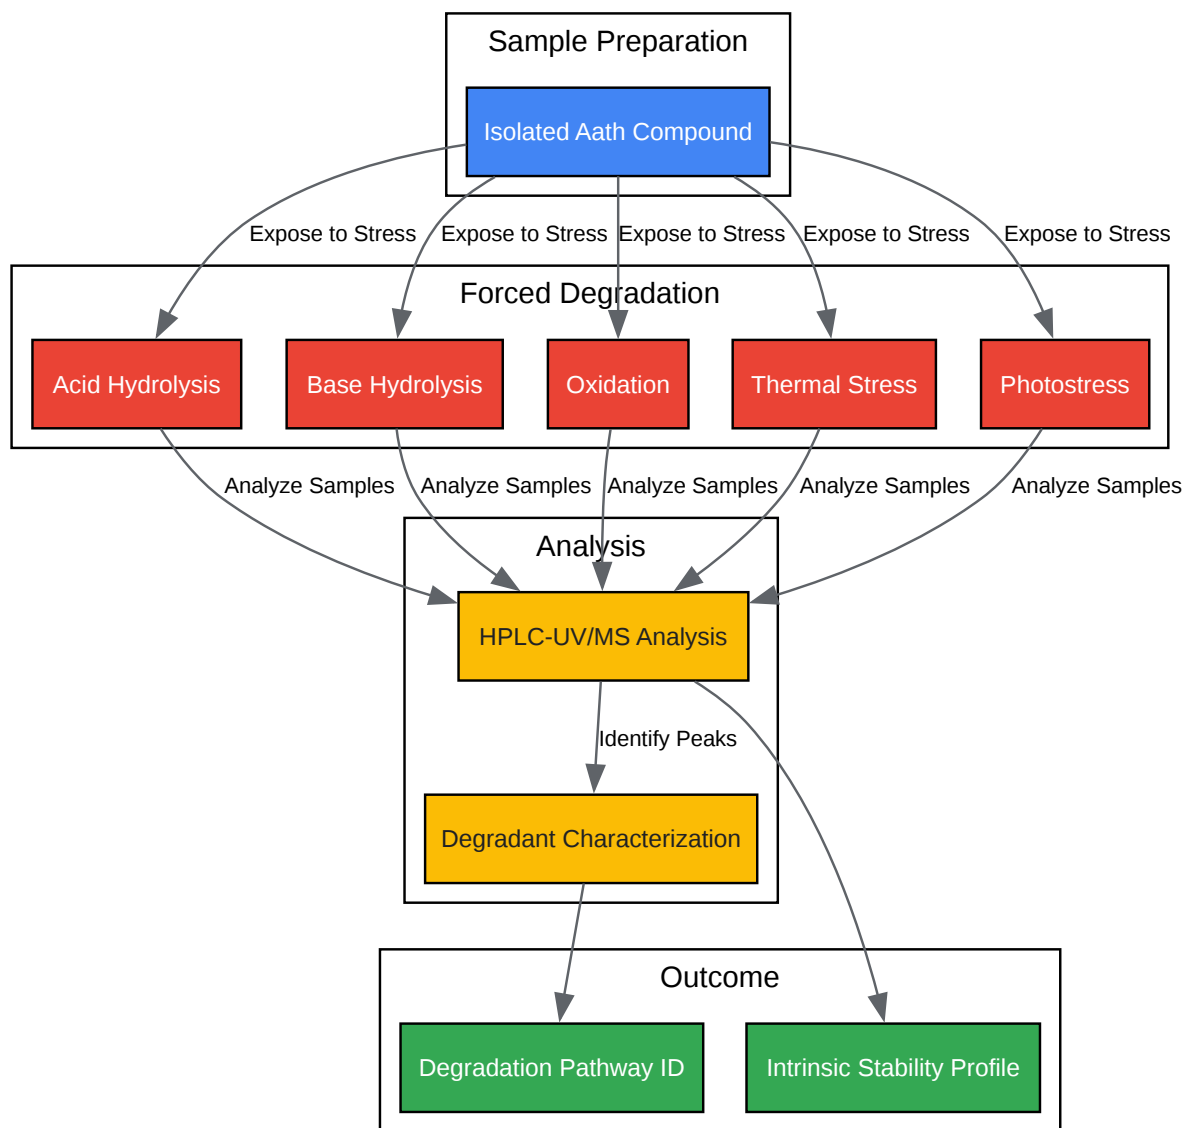 Sample Preparation
Isolated Aath Compound
Expose to Stress
Expose to Stress
Expose to Stress
Expose to Stress
Expose to Stress
Forced Degradation
Acid Hydrolysis
Base Hydrolysis
Oxidation
Thermal Stress
Photostress
Analyze Samples
Analyze Samples
Analyze Samples
Analyze Samples
Analyze Samples
Analysis
HPLC-UV/MS Analysis
Identify Peaks
Degradant Characterization
Outcome
Degradation Pathway ID
Intrinsic Stability Profile